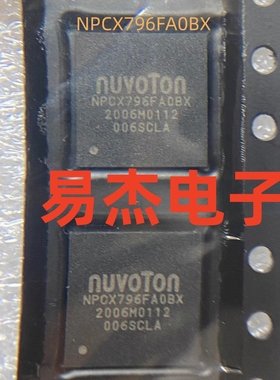 NPCX796FA0BX
nuvoTon
NPCX796FA0BX
2006M0112
006SCLA
易杰电子
nuvoTon
NPCX796FA0BX
2006M0112
006SCLA